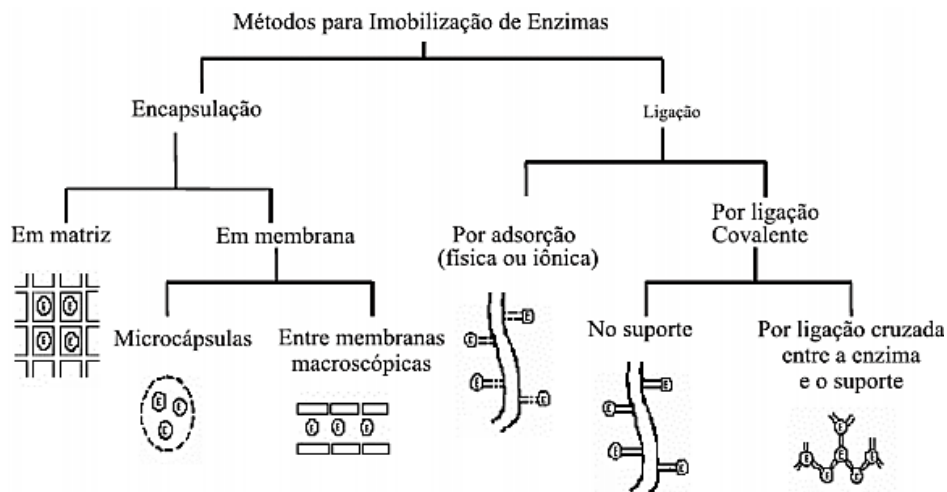 Métodos para Imobilização de Enzimas
Encapsulação
Ligação
Em matriz
Em membrana
Por adsorção
(física ou iônica)
Por ligação
Covalente
Microcápsulas
Entre membranas
macroscópicas
No suporte
Por ligação cruzada
entre a enzima
e o suporte
E E
E E
E E
E
E E E
E
E
E
E
E
E
E
E
E
E E E
E E